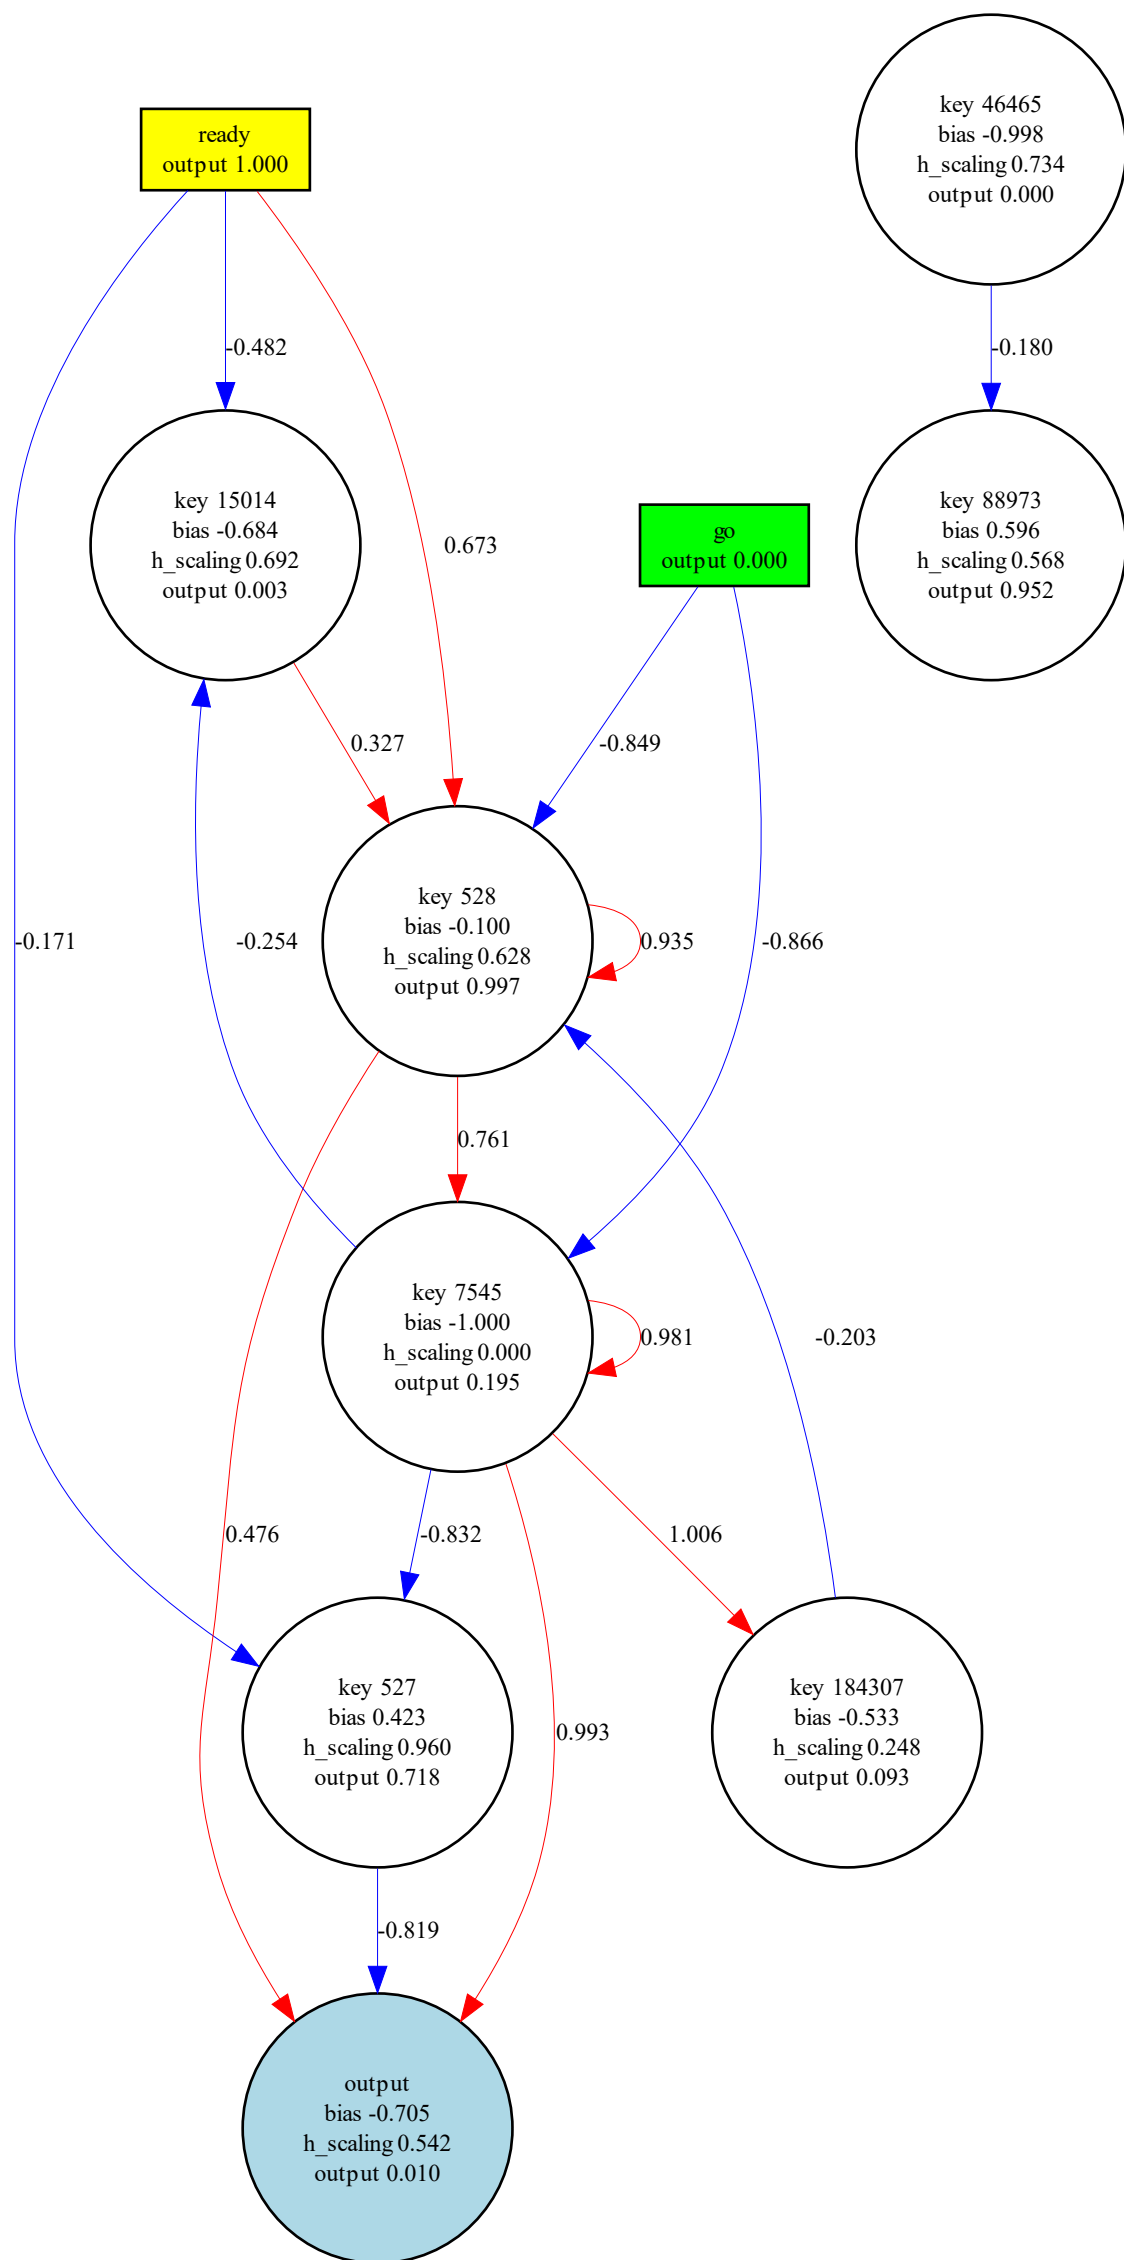 key 46465
bias -0.998
h_scaling 0.734
output 0.000
ready
output 1.000
-0.482
-0.180
key 15014
bias -0.684
h_scaling 0.692
output 0.003
0.673
go
output 0.000
key 88973
bias 0.596
h_scaling 0.568
output 0.952
0.327
-0.849
-0.171
-0.254
key 528
bias -0.100
h_scaling 0.628
output 0.997
0.935
-0.866
0.761
key 7545
bias -1.000
h_scaling 0.000
output 0.195
0.981
-0.203
0.476
-0.832
1.006
key 527
bias 0.423
h_scaling 0.960
output 0.718
0.993
key 184307
bias -0.533
h_scaling 0.248
output 0.093
-0.819
output
bias -0.705
h_scaling 0.542
output 0.010